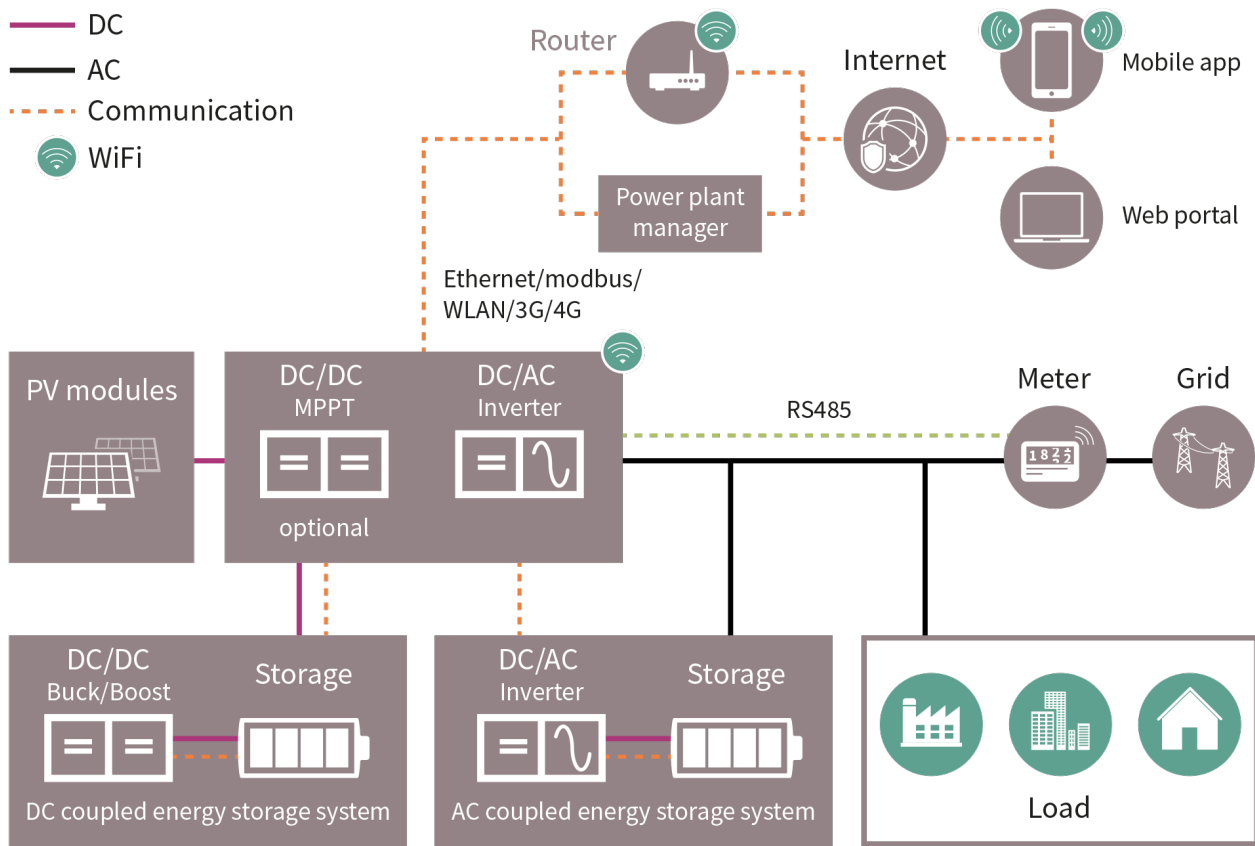 DC
AC
Communication
WiFi
Router
Internet
Mobile app
Power plant
manager
Web portal
Ethernet/modbus/
WLAN/3G/4G
PV modules
DC/DC
MPPT
optional
DC/AC
Inverter
RS485
Meter
Grid
DC/DC
Buck/Boost
Storage
DC coupled energy storage system
DC/AC
Inverter
Storage
AC coupled energy storage system
Load